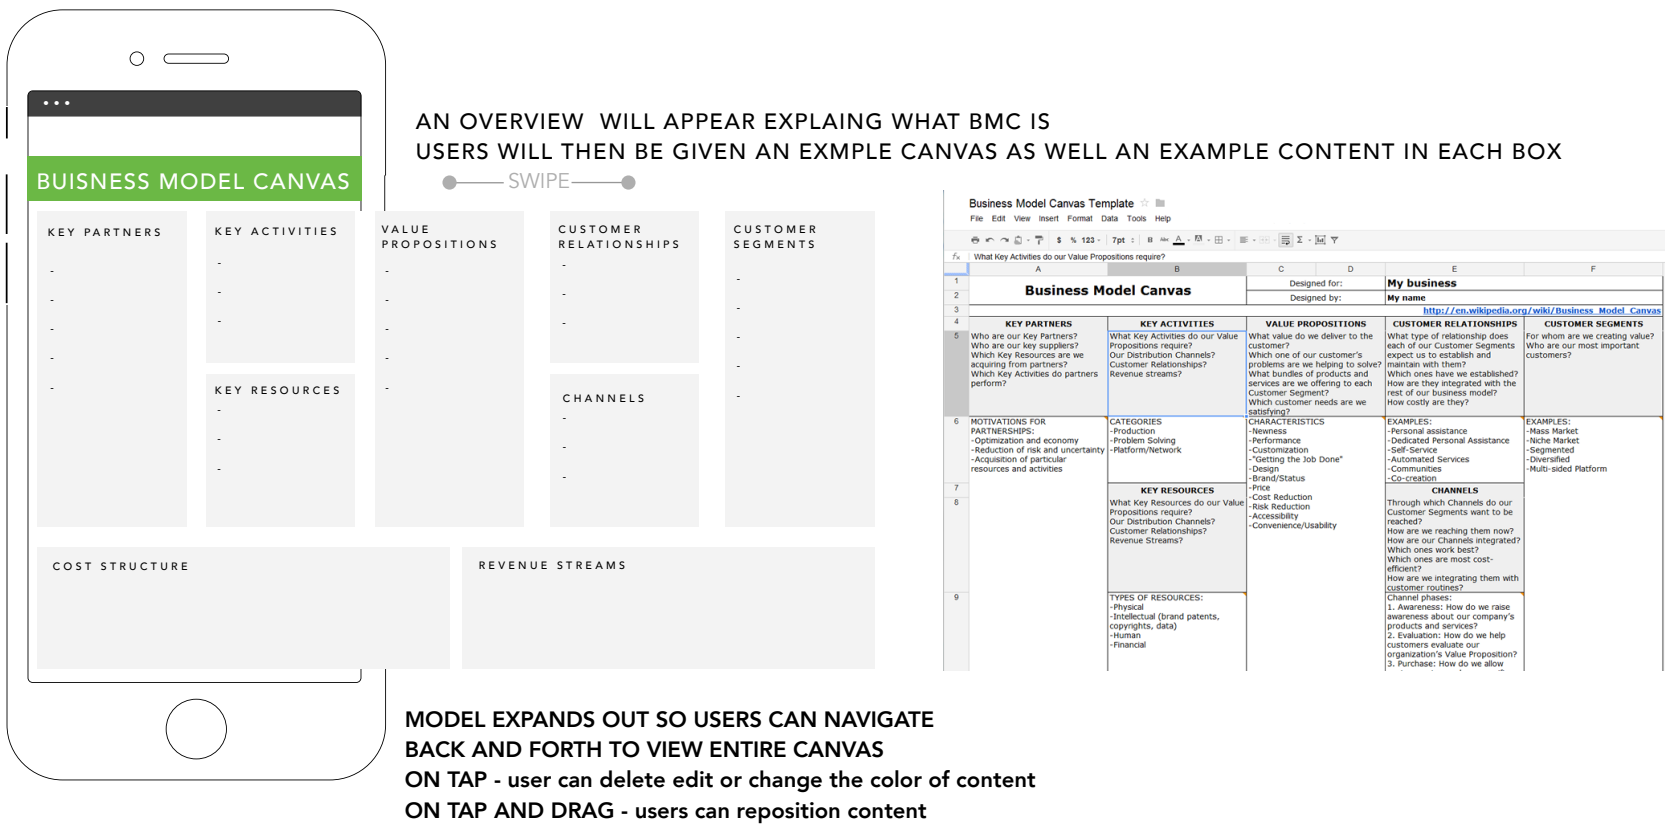 AN OVERVIEW WILL APPEAR EXPLAING WHAT BMC IS
USERS WILL THEN BE GIVEN AN EXMPLE CANVAS AS WELL AN EXAMPLE CONTENT IN EACH BOX
SWIPE
BUISNESS MODEL CANVAS
KEY PARTNERS
-
-
-
-
-
KEY ACTIVITIES
-
-
-
KEY RESOURCES
-
-
-
VALUE
PROPOSITIONS
-
-
-
-
-
CUSTOMER
RELATIONSHIPS
-
-
-
CHANNELS
-
-
-
CUSTOMER
SEGMENTS
-
-
-
-
-
COST STRUCTURE
REVENUE STREAMS
MODEL EXPANDS OUT SO USERS CAN NAVIGATE
BACK AND FORTH TO VIEW ENTIRE CANVAS
ON TAP - user can delete edit or change the color of content
ON TAP AND DRAG - users can reposition content
Business Model Canvas Template
File Edit View Insert Format Data Tools Help
$ % 123 7pt B Abc A A Σ
fx What Key Activities do our Value Propositions require?
A B C D E F
1
2
3
4
5
6
7
8
9
Business Model Canvas
Designed for: My business
Designed by: My name
http://en.wikipedia.org/wiki/Business_Model_Canvas
KEY PARTNERS
Who are our Key Partners?
Who are our key suppliers?
Which Key Resources are we
acquiring from partners?
Which Key Activities do partners
perform?
MOTIVATIONS FOR
PARTNERSHIPS:
-Optimization and economy
-Reduction of risk and uncertainty
-Acquisition of particular
resources and activities
KEY ACTIVITIES
What Key Activities do our Value
Propositions require?
Our Distribution Channels?
Customer Relationships?
Revenue streams?
CATEGORIES
-Production
-Problem Solving
-Platform/Network
KEY RESOURCES
What Key Resources do our Value
Propositions require?
Our Distribution Channels?
Customer Relationships?
Revenue Streams?
TYPES OF RESOURCES:
-Physical
-Intellectual (brand patents,
copyrights, data)
-Human
-Financial
VALUE PROPOSITIONS
What value do we deliver to the
customer?
Which one of our customer's
problems are we helping to solve?
What bundles of products and
services are we offering to each
Customer Segment?
Which customer needs are we
satisfying?
CHARACTERISTICS
-Newness
-Performance
-Customization
-"Getting the Job Done"
-Design
-Brand/Status
-Price
-Cost Reduction
-Risk Reduction
-Accessibility
-Convenience/Usability
CUSTOMER RELATIONSHIPS
What type of relationship does
each of our Customer Segments
expect us to establish and
maintain with them?
Which ones have we established?
How are they integrated with the
rest of our business model?
How costly are they?
EXAMPLES:
-Personal assistance
-Dedicated Personal Assistance
-Self-Service
-Automated Services
-Communities
-Co-creation
CHANNELS
Through which Channels do our
Customer Segments want to be
reached?
How are we reaching them now?
How are our Channels integrated?
Which ones work best?
Which ones are most cost-
efficient?
How are we integrating them with
customer routines?
Channel phases:
1. Awareness: How do we raise
awareness about our company's
products and services?
2. Evaluation: How do we help
customers evaluate our
organization's Value Proposition?
3. Purchase: How do we allow
CUSTOMER SEGMENTS
For whom are we creating value?
Who are our most important
customers?
EXAMPLES:
-Mass Market
-Niche Market
-Segmented
-Diversified
-Multi-sided Platform